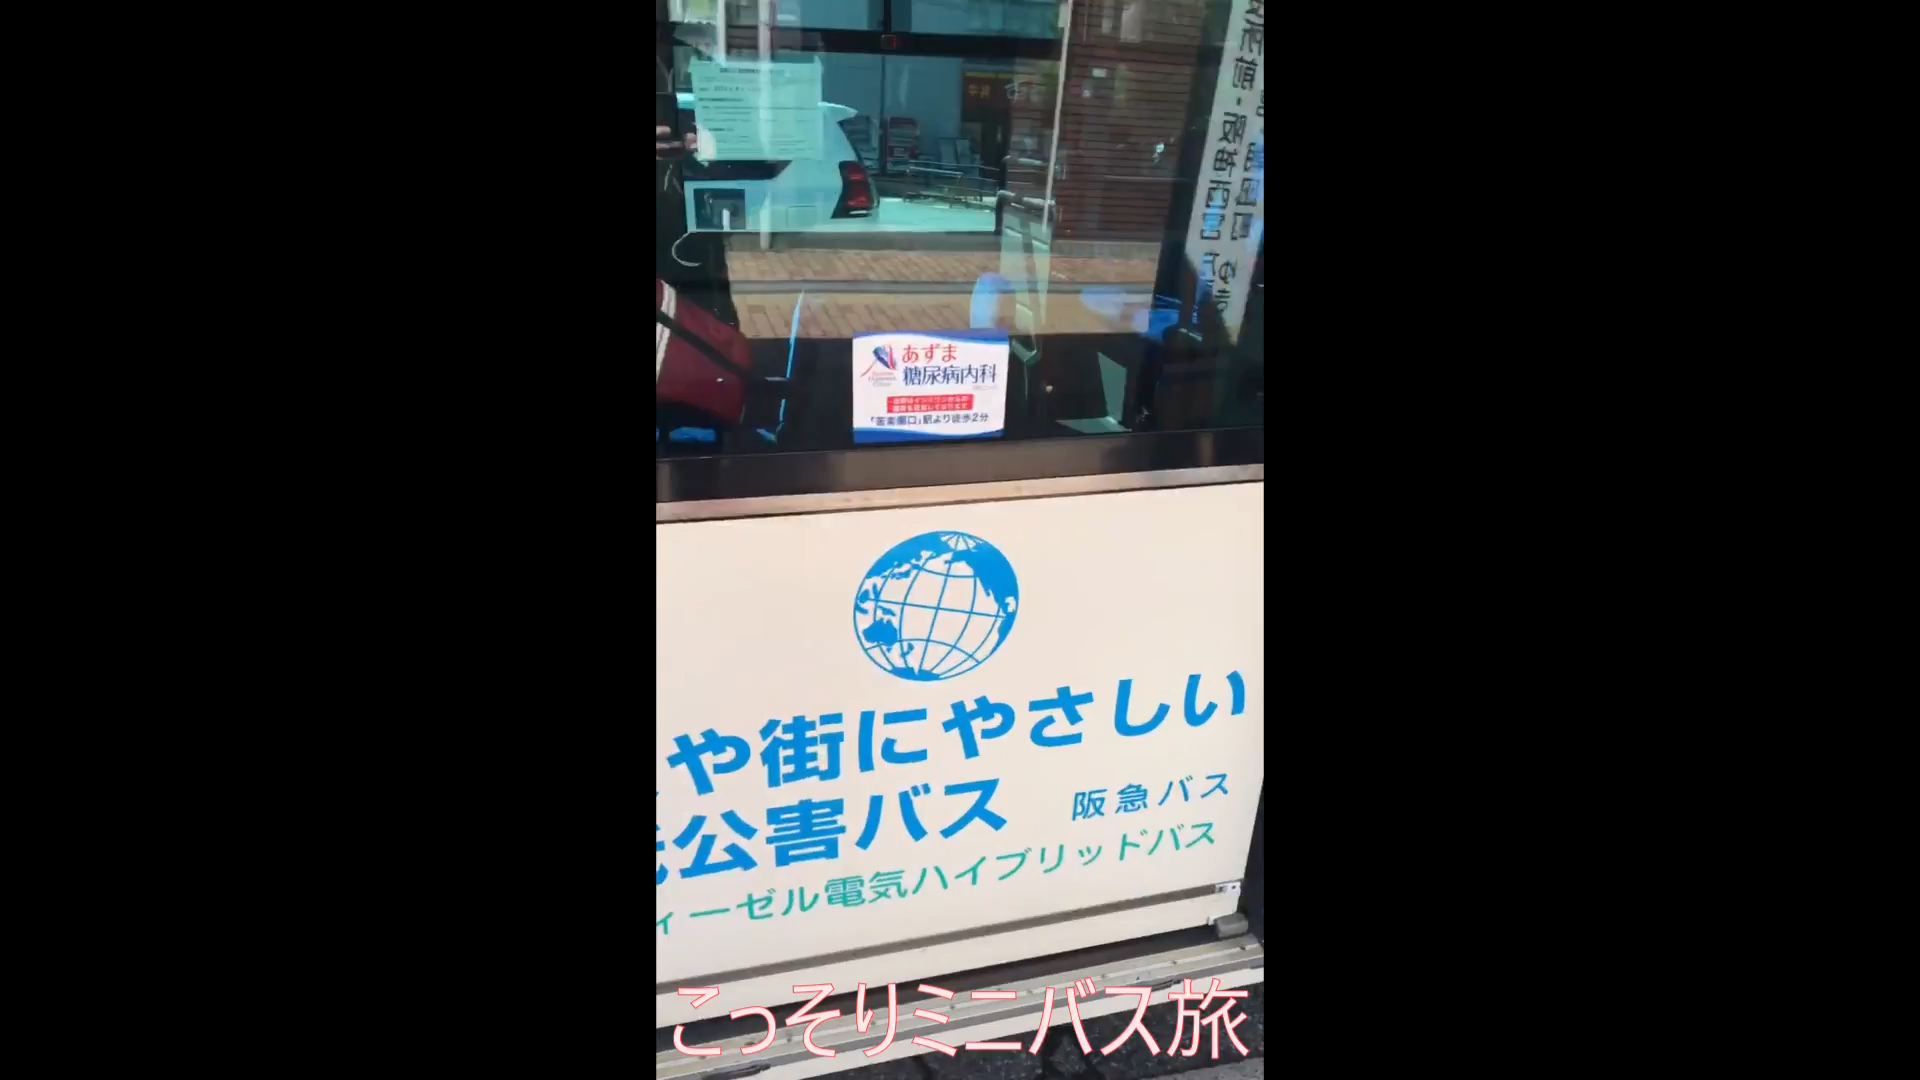 あずま
糖尿病内科
「苦楽園口」駅より徒歩2分
や街にやさしい
公害バス
阪急バス
ィーゼル電気ハイブリッドバス
こっそりミニバス旅